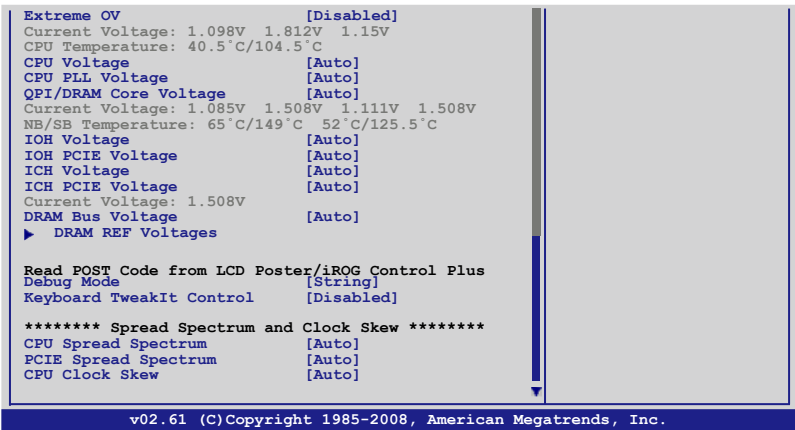 Extreme OV [Disabled]
Current Voltage: 1.098V 1.812V 1.15V
CPU Temperature: 40.5˚C/104.5˚C
CPU Voltage [Auto]
CPU PLL Voltage [Auto]
QPI/DRAM Core Voltage [Auto]
Current Voltage: 1.085V 1.508V 1.111V 1.508V
NB/SB Temperature: 65˚C/149˚C 52˚C/125.5˚C
IOH Voltage [Auto]
IOH PCIE Voltage [Auto]
ICH Voltage [Auto]
ICH PCIE Voltage [Auto]
Current Voltage: 1.508V
DRAM Bus Voltage [Auto]
DRAM REF Voltages
Read POST Code from LCD Poster/iROG Control Plus
Debug Mode [String]
Keyboard TweakIt Control [Disabled]
******** Spread Spectrum and Clock Skew ********
CPU Spread Spectrum [Auto]
PCIE Spread Spectrum [Auto]
CPU Clock Skew [Auto]
v02.61 (C)Copyright 1985-2008, American Megatrends, Inc.